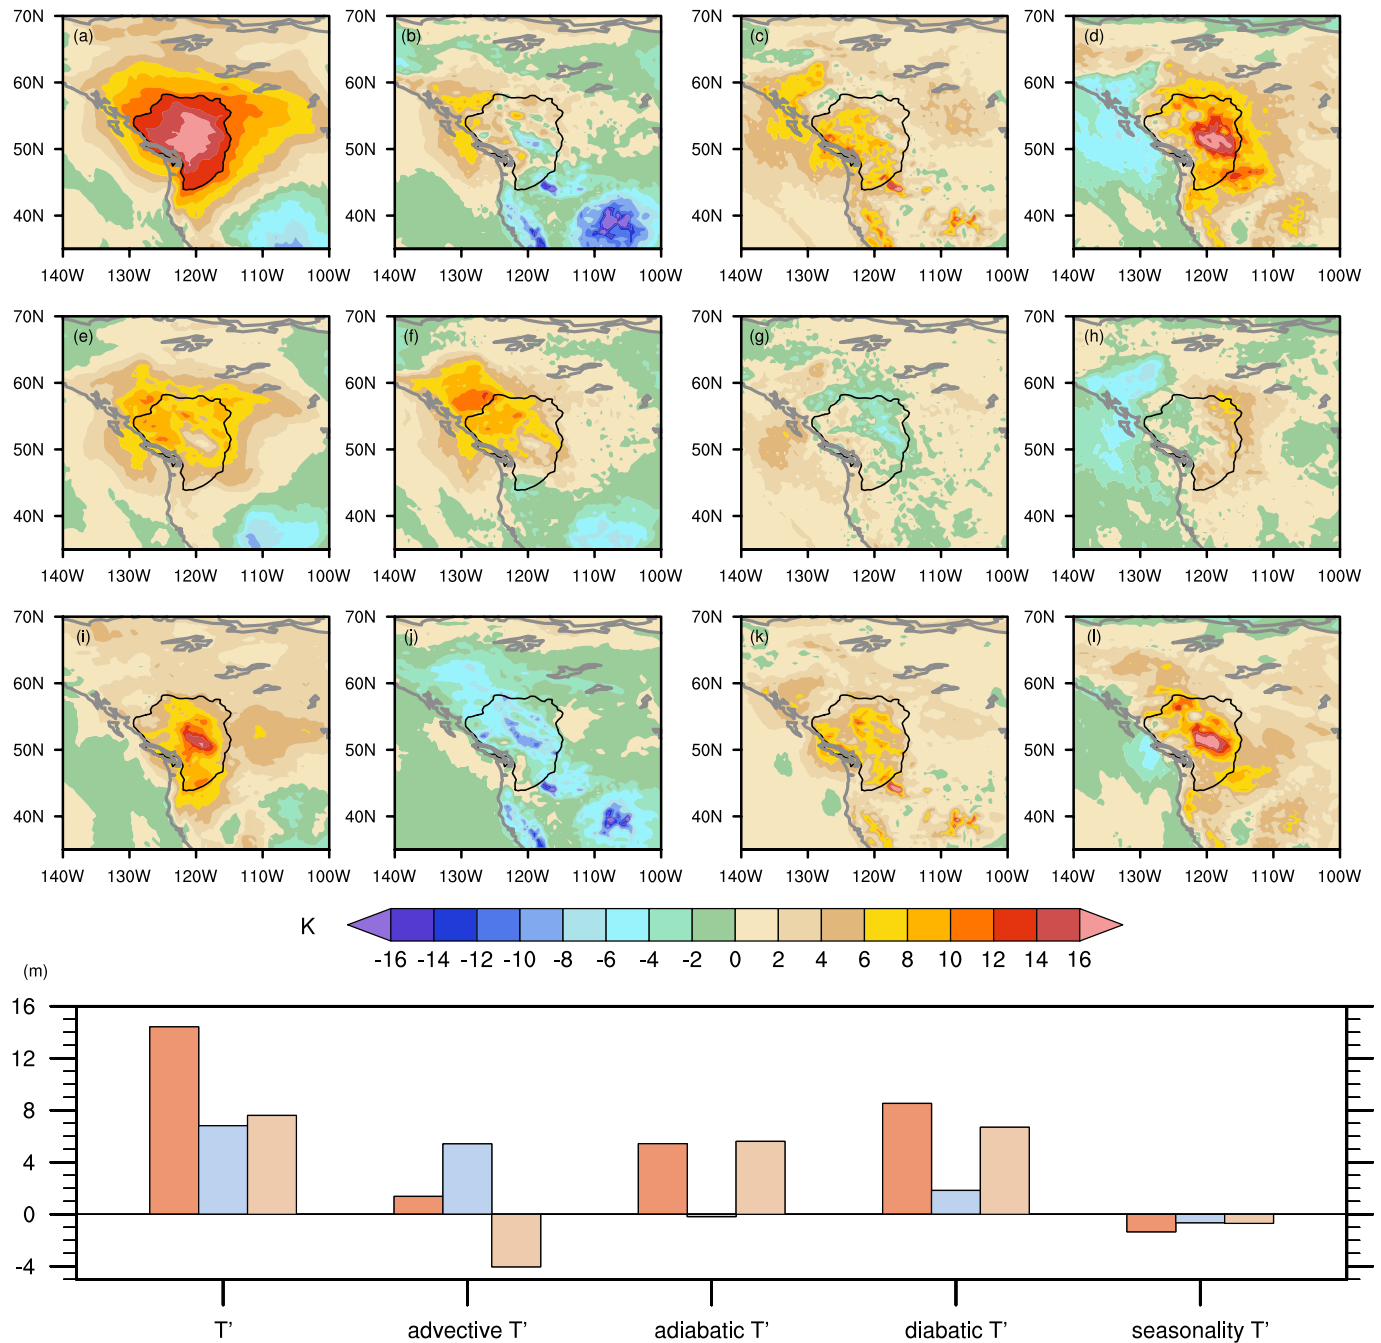 70N 70N 70N 70N
(a) (b) (c) (d)
60N 60N 60N 60N
50N 50N 50N 50N
40N 40N 40N 40N
140W 130W 120W 110W 100W 140W 130W 120W 110W 100W 140W 130W 120W 110W 100W 140W 130W 120W 110W 100W
70N 70N 70N 70N
(e) (f) (g) (h)
60N 60N 60N 60N
50N 50N 50N 50N
40N 40N 40N 40N
140W 130W 120W 110W 100W 140W 130W 120W 110W 100W 140W 130W 120W 110W 100W 140W 130W 120W 110W 100W
70N 70N 70N 70N
(i) (j) (k) (l)
60N 60N 60N 60N
50N 50N 50N 50N
40N 40N 40N 40N
140W 130W 120W 110W 100W 140W 130W 120W 110W 100W 140W 130W 120W 110W 100W 140W 130W 120W 110W 100W
K
-16 -14 -12 -10 -8 -6 -4 -2 0 2 4 6 8 10 12 14 16
(m)
16
12
8
4
0
-4
T' advective T' adiabatic T' diabatic T' seasonality T'